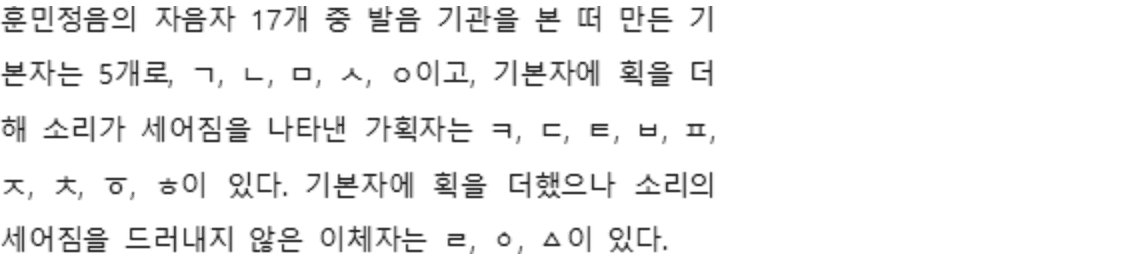 훈민정음의 자음자 17개 중 발음 기관을 본 떠 만든 기
본자는 5개로, ㄱ, ㄴ, ㅁ, ㅅ, ㅇ이고, 기본자에 획을 더
해 소리가 세어짐을 나타낸 가획자는 ㅋ, ㄷ, ㅌ, ㅂ, ㅍ,
ㅈ, ㅊ, ㆆ, ㅎ이 있다. 기본자에 획을 더했으나 소리의
세어짐을 드러내지 않은 이체자는 ㄹ, ㆁ, ㅿ이 있다.